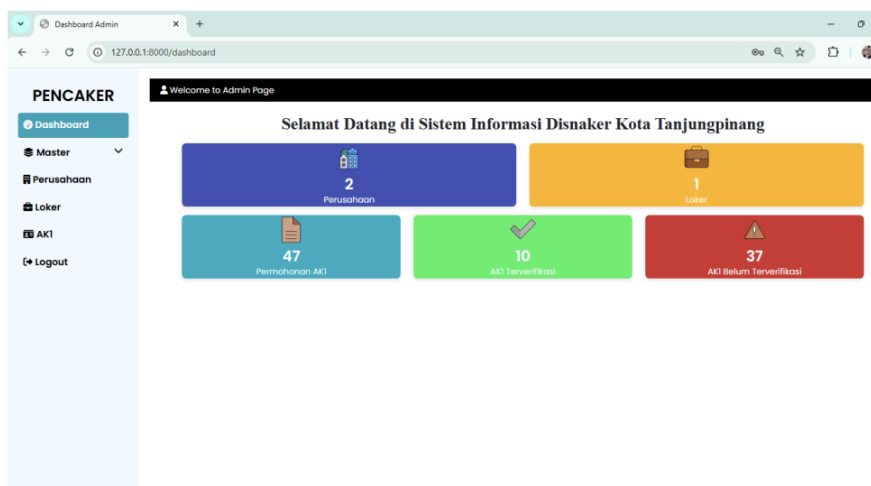 Dashboard Admin
127.0.0.1:8000/dashboard
PENCAKER
Welcome to Admin Page
Dashboard
Master
Perusahaan
Loker
AK1
Logout
Selamat Datang di Sistem Informasi Disnaker Kota Tanjungpinang
2
Perusahaan
1
Loker
47
Permohonan AK1
10
AK1 Terverifikasi
37
AK1 Belum Terverifikasi